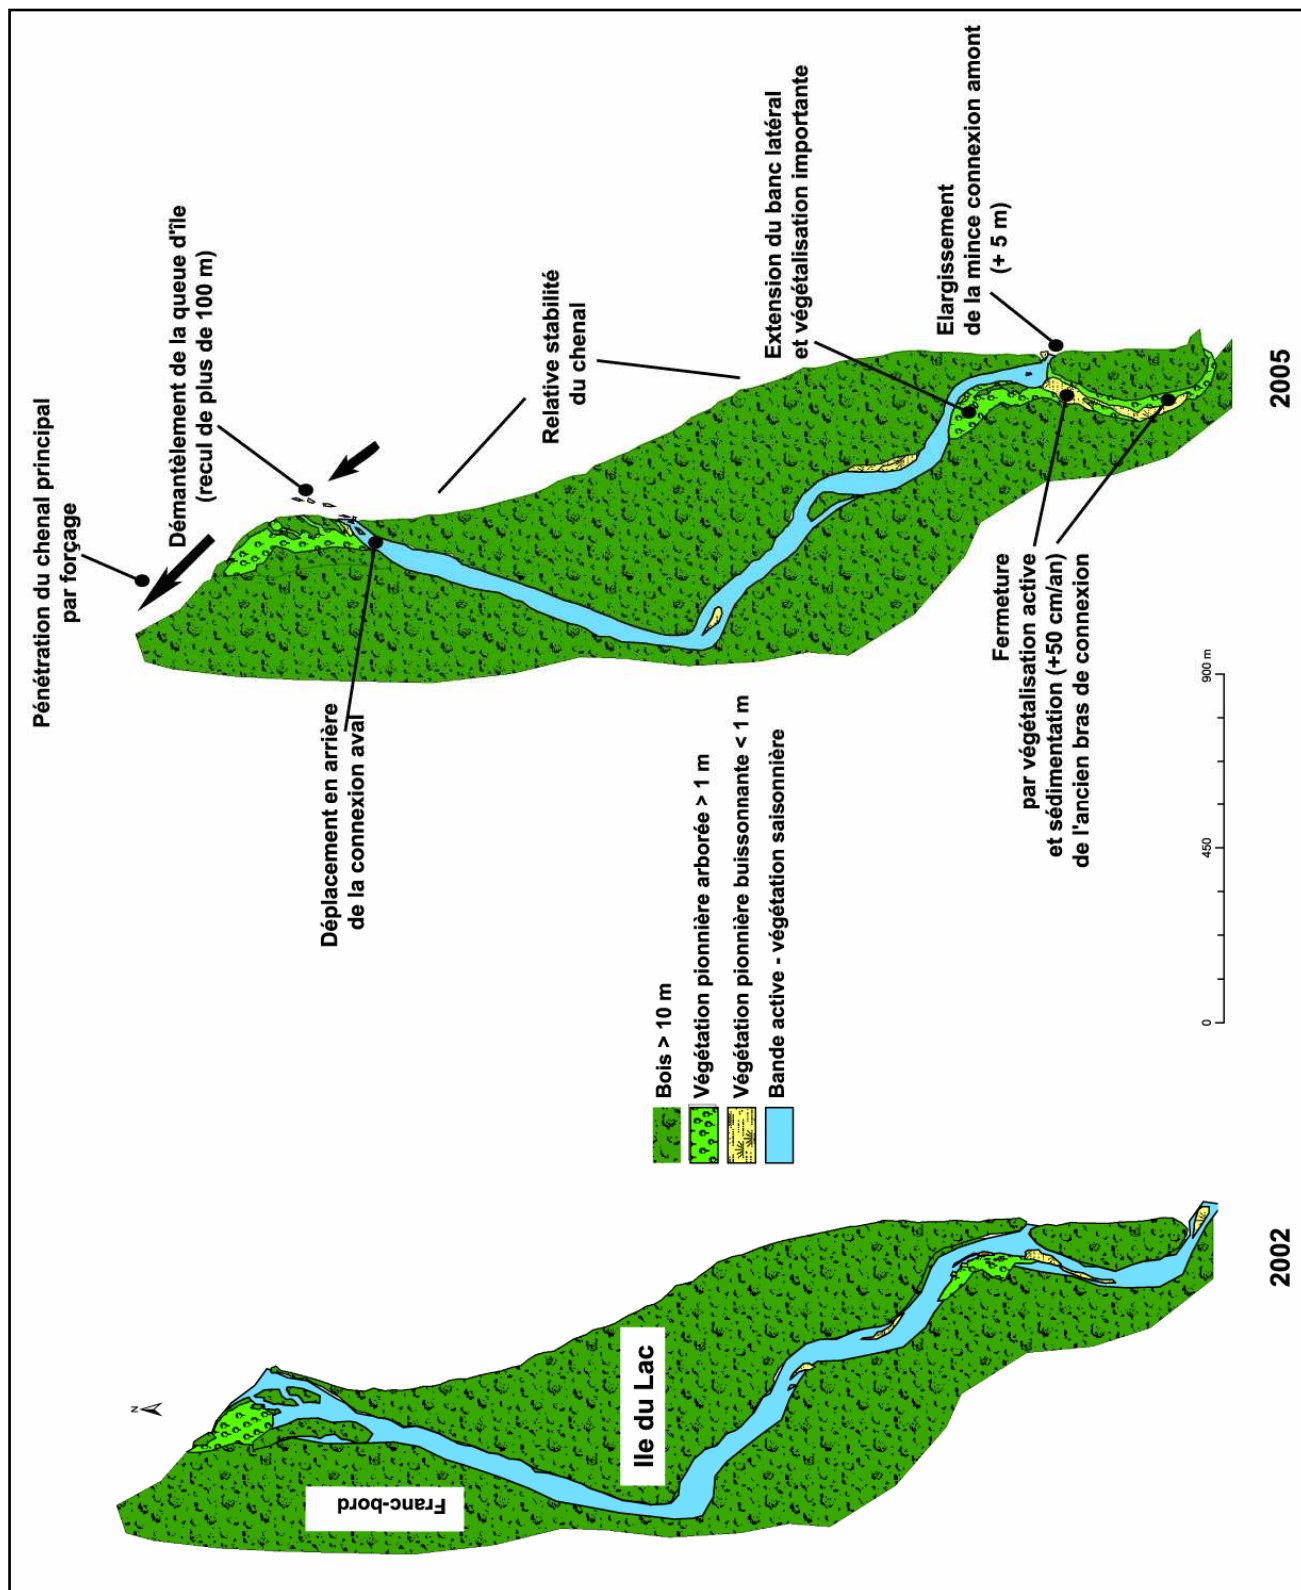 Pénétration du chenal principal
par forçage
Démantèlement de la queue d'île
(recul de plus de 100 m)
Relative stabilité
du chenal
Extension du banc latéral
et végétalisation importante
Elargissement
de la mince connexion amont
(+ 5 m)
Déplacement en arrière
de la connexion aval
Fermeture
par végétalisation active
et sédimentation (+50 cm/an)
de l'ancien bras de connexion
2005
0
450
900 m
Bois > 10 m
Végétation pionnière arborée > 1 m
Végétation pionnière buissonnante < 1 m
Bande active - végétation saisonnière
N
Franc-bord
Ile du Lac
2002